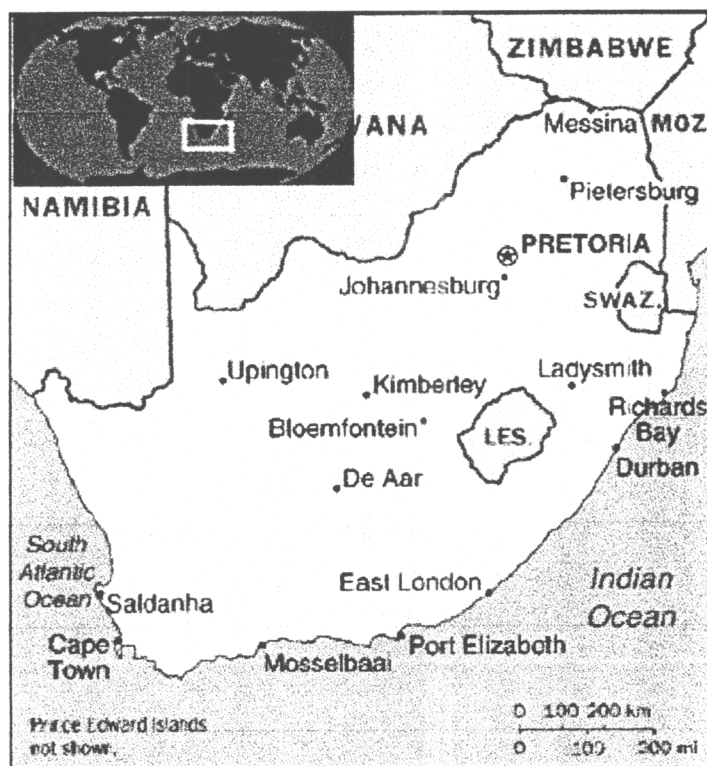 ZIMBABWE
WANA
Messina
MOZ
Pietersburg
NAMIBIA
PRETORIA
Johannesburg
SWAZ.
Upington
Kimberley
Ladysmith
Richards
Bay
Bloemfontein
LES.
Durban
De Aar
South
Atlantic
Ocean
Saldanha
East London
Indian
Ocean
Cape
Town
Mosselbaai
Port Elizaboth
Prince Edward Islands
not shown.
0 100 200 km
0 100 200 mi